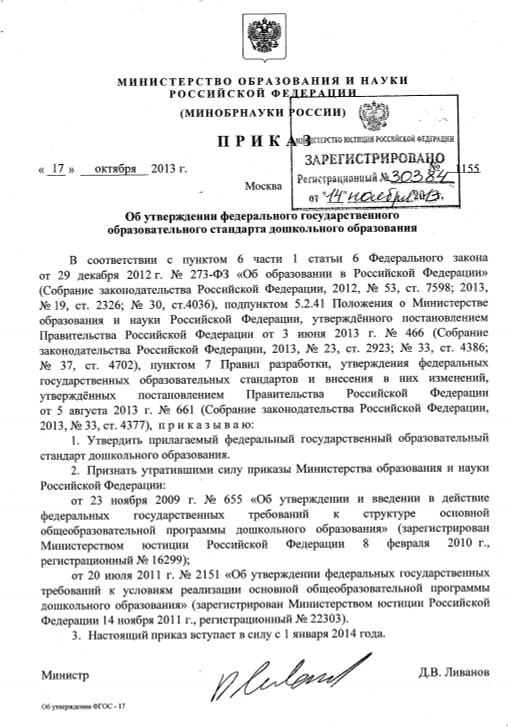 МИНИСТЕРСТВО ОБРАЗОВАНИЯ И НАУКИ
РОССИЙСКОЙ ФЕДЕРАЦИИ
(МИНОБРНАУКИ РОССИИ)
П Р И К А З
МИНИСТЕРСТВО ЮСТИЦИИ РОССИЙСКОЙ ФЕДЕРАЦИИ
ЗАРЕГИСТРИРОВАНО
Регистрационный № 30384
от "14" ноября 2013.
« 17 » октября 2013 г.
№ 1155
Москва
Об утверждении федерального государственного
образовательного стандарта дошкольного образования
В соответствии с пунктом 6 части 1 статьи 6 Федерального закона
от 29 декабря 2012 г. № 273-ФЗ «Об образовании в Российской Федерации»
(Собрание законодательства Российской Федерации, 2012, № 53, ст. 7598; 2013,
№ 19, ст. 2326; № 30, ст.4036), подпунктом 5.2.41 Положения о Министерстве
образования и науки Российской Федерации, утверждённого постановлением
Правительства Российской Федерации от 3 июня 2013 г. № 466 (Собрание
законодательства Российской Федерации, 2013, № 23, ст. 2923; № 33, ст. 4386;
№ 37, ст. 4702), пунктом 7 Правил разработки, утверждения федеральных
государственных образовательных стандартов и внесения в них изменений,
утверждённых постановлением Правительства Российской Федерации
от 5 августа 2013 г. № 661 (Собрание законодательства Российской Федерации,
2013, № 33, ст. 4377), п р и к а з ы в а ю:
1. Утвердить прилагаемый федеральный государственный образовательный
стандарт дошкольного образования.
2. Признать утратившими силу приказы Министерства образования и науки
Российской Федерации:
от 23 ноября 2009 г. № 655 «Об утверждении и введении в действие
федеральных государственных требований к структуре основной
общеобразовательной программы дошкольного образования» (зарегистрирован
Министерством юстиции Российской Федерации 8 февраля 2010 г.,
регистрационный № 16299);
от 20 июля 2011 г. № 2151 «Об утверждении федеральных государственных
требований к условиям реализации основной общеобразовательной программы
дошкольного образования» (зарегистрирован Министерством юстиции Российской
Федерации 14 ноября 2011 г., регистрационный № 22303).
3. Настоящий приказ вступает в силу с 1 января 2014 года.
Министр
Д.В. Ливанов
Об утверждении ФГОС - 17